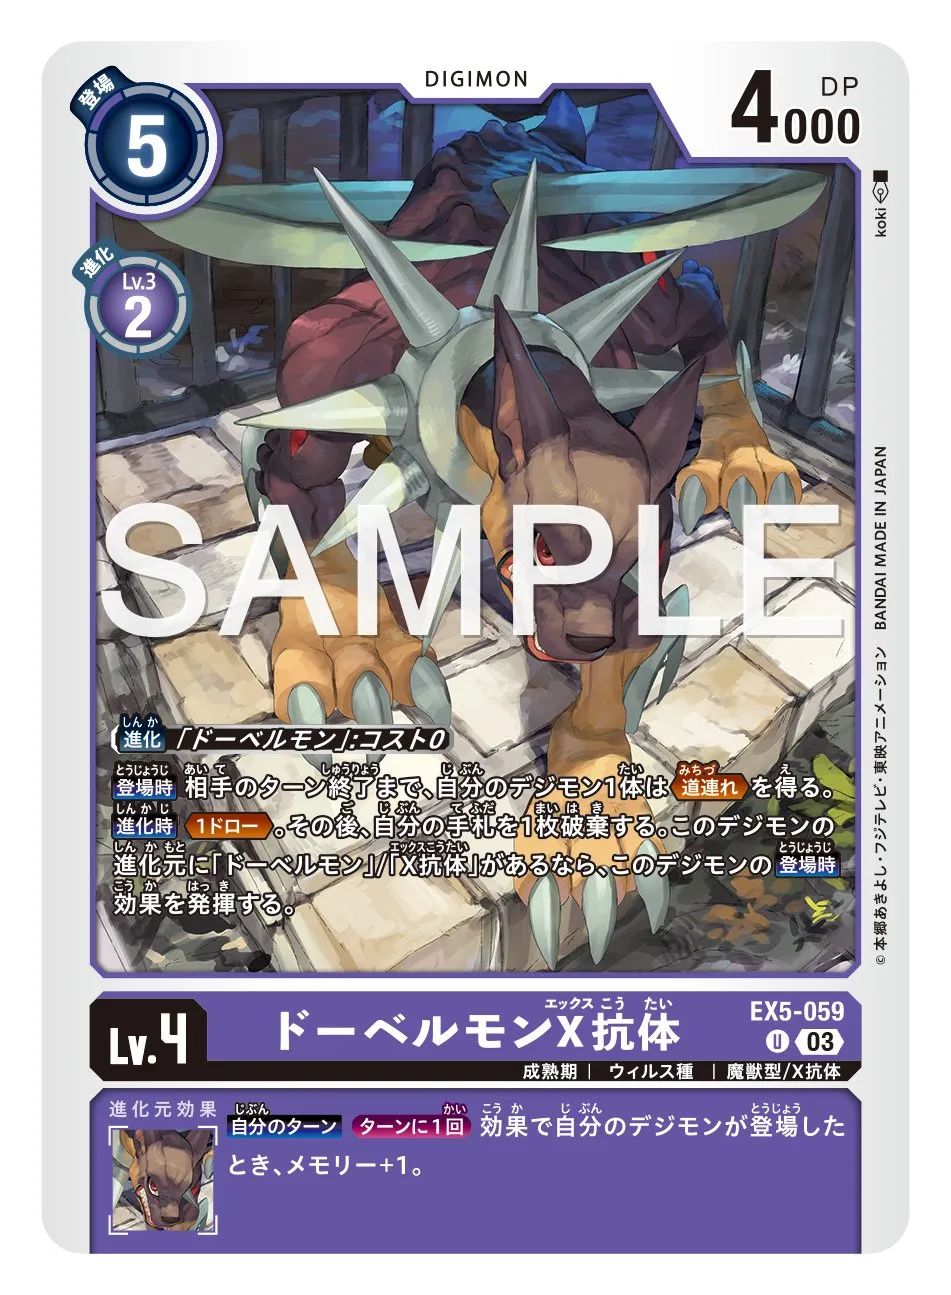 DIGIMON
登場
5
4000
DP
koki
進化
Lv.3
2
BANDAI MADE IN JAPAN
©本郷あきよし・フジテレビ・東映アニメーション
SAMPLE
進化 「ドーベルモン」:コスト0
登場時 相手のターン終了まで、自分のデジモン1体は 道連れ を得る。
進化時 1ドロー。その後、自分の手札を1枚破棄する。このデジモンの
進化元に「ドーベルモン」/「X抗体」があるなら、このデジモンの 登場時
効果を発揮する。
Lv.4
ドーベルモンX抗体
EX5-059
U 03
成熟期 | ウィルス種 | 魔獣型/X抗体
進化元効果
自分のターン ターンに1回 効果で自分のデジモンが登場した
とき、メモリー+1。